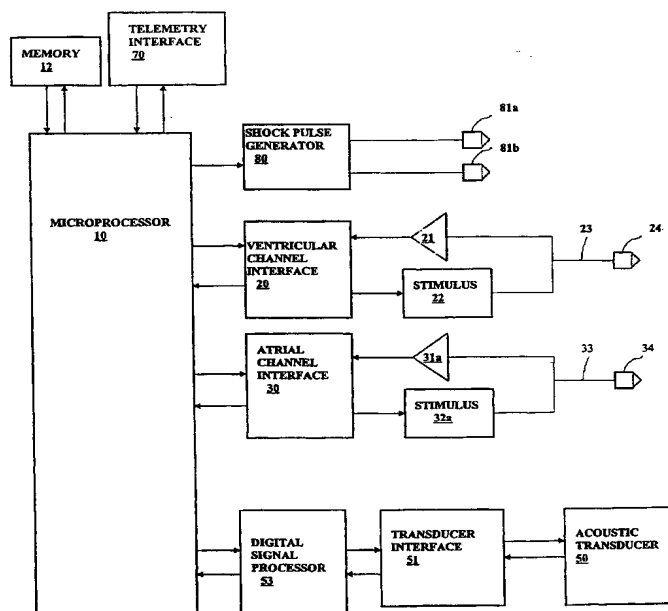 TELEMETRY
INTERFACE
70
MEMORY
12
SHOCK PULSE
GENERATOR
80
81a
81b
MICROPROCESSOR
10
VENTRICULAR
CHANNEL
INTERFACE
20
21
STIMULUS
22
23
24
ATRIAL
CHANNEL
INTERFACE
30
31a
STIMULUS
32a
33
34
DIGITAL
SIGNAL
PROCESSOR
53
TRANSDUCER
INTERFACE
51
ACOUSTIC
TRANSDUCER
50